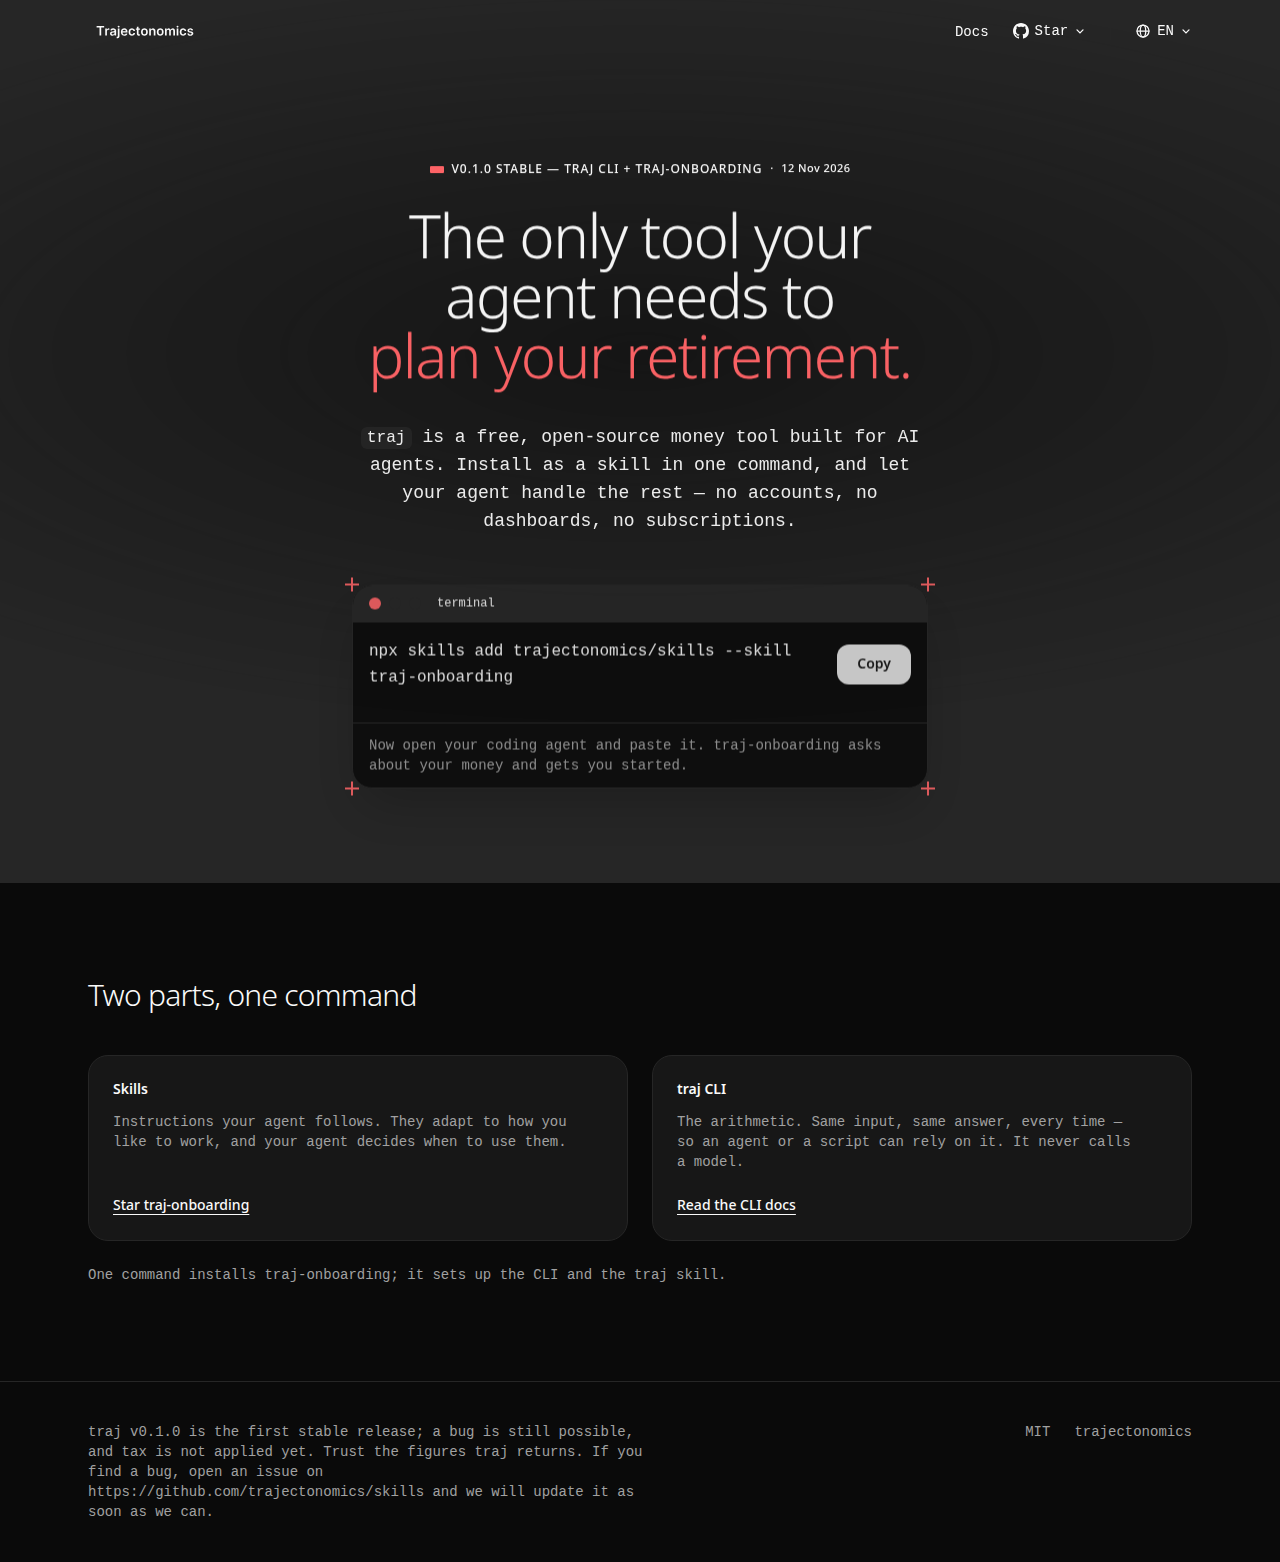 Trajectonomics
Docs
Star
EN
V0.1.0 STABLE — TRAJ CLI + TRAJ-ONBOARDING · 12 Nov 2026
The only tool your
agent needs to
plan your retirement.
traj is a free, open-source money tool built for AI
agents. Install as a skill in one command, and let
your agent handle the rest — no accounts, no
dashboards, no subscriptions.
terminal
npx skills add trajectonomics/skills --skill
traj-onboarding
Copy
Now open your coding agent and paste it. traj-onboarding asks
about your money and gets you started.
Two parts, one command
Skills
Instructions your agent follows. They adapt to how you
like to work, and your agent decides when to use them.
Star traj-onboarding
traj CLI
The arithmetic. Same input, same answer, every time —
so an agent or a script can rely on it. It never calls
a model.
Read the CLI docs
One command installs traj-onboarding; it sets up the CLI and the traj skill.
traj v0.1.0 is the first stable release; a bug is still possible,
and tax is not applied yet. Trust the figures traj returns. If you
find a bug, open an issue on
https://github.com/trajectonomics/skills and we will update it as
soon as we can.
MIT
trajectonomics